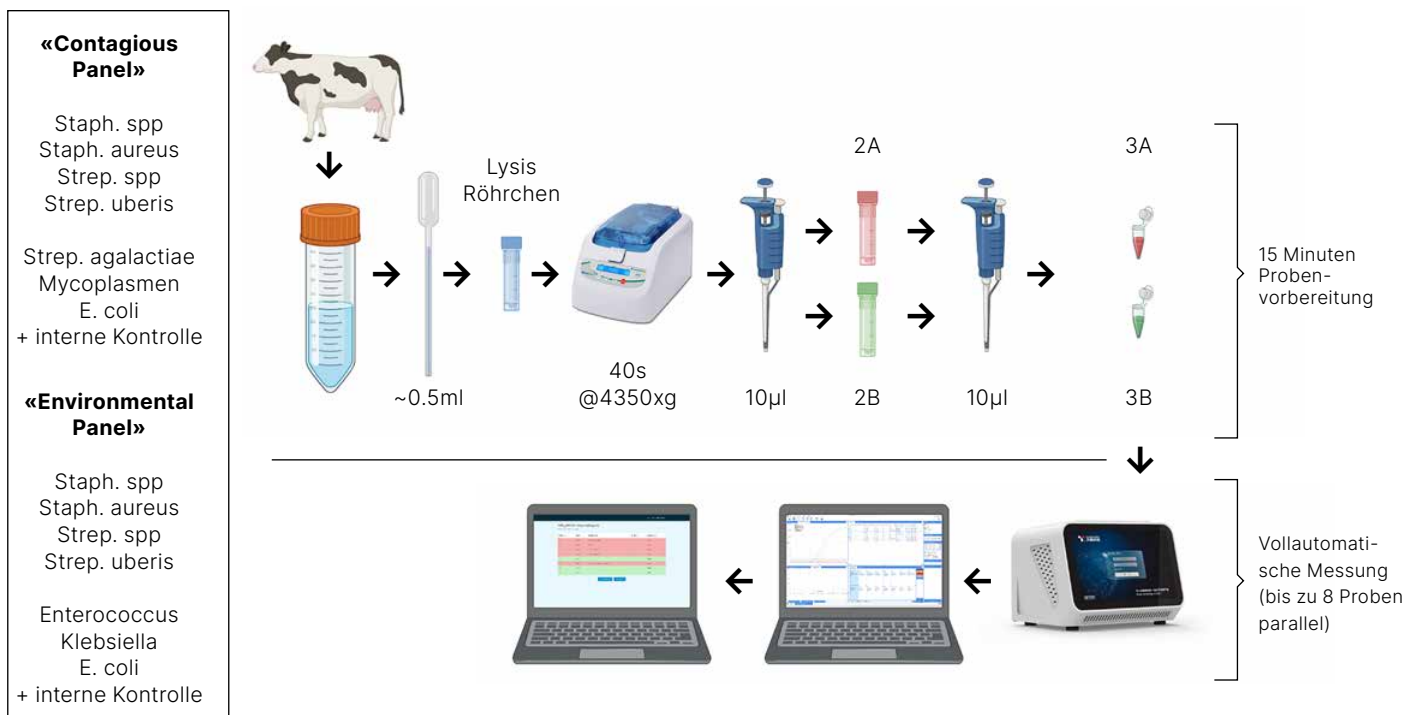 «Contagious
Panel»
Staph. spp
Staph. aureus
Strep. spp
Strep. uberis
Strep. agalactiae
Mycoplasmen
E. coli
+ interne Kontrolle
«Environmental
Panel»
Staph. spp
Staph. aureus
Strep. spp
Strep. uberis
Enterococcus
Klebsiella
E. coli
+ interne Kontrolle
Lysis
Röhrchen
2A
3A
~0.5ml
40s
@4350xg
10µl
2B
10µl
3B
15 Minuten
Proben-
vorbereitung
Vollautomati-
sche Messung
(bis zu 8 Proben
parallel)